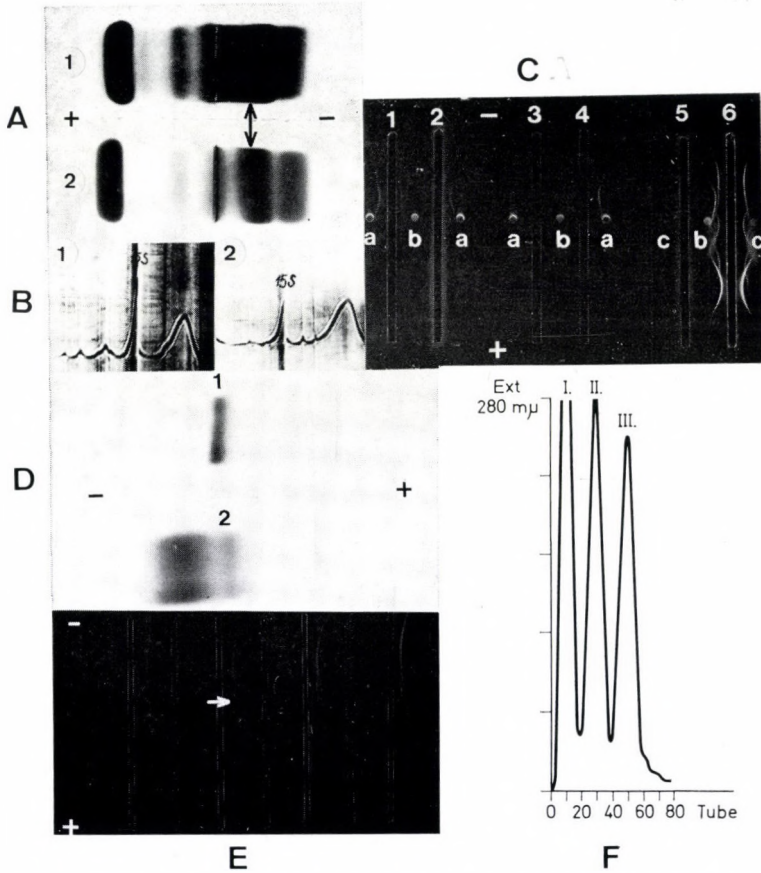 A
1
+
−
2
B
1
2
15S
C
1 2 − 3 4 5 6
a b a a b a c b c
+
D
1
− +
2
E
−
+
F
Ext
280 mµ
I. II. III.
0 20 40 60 80 Tube